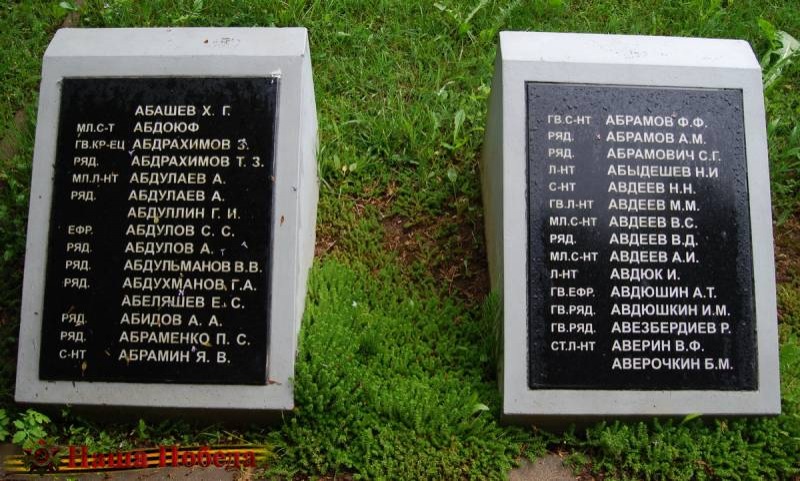 АБАШЕВ Х. Г.
МЛ.С-Т АБДОЮФ
ГВ.КР-ЕЦ АБДРАХИМОВ З.
РЯД. АБДРАХИМОВ Т. З.
МЛ.Л-НТ АБДУЛАЕВ А.
РЯД. АБДУЛАЕВ А.
АБДУЛЛИН Г. И.
ЕФР. АБДУЛОВ С. С.
РЯД. АБДУЛОВ А.
РЯД. АБДУЛЬМАНОВ В.В.
РЯД. АБДУХМАНОВ Г.А.
АБЕЛЯШЕВ Е. С.
РЯД. АБИДОВ А. А.
РЯД. АБРАМЕНКО П. С.
С-НТ АБРАМИН Я. В.
ГВ.С-НТ АБРАМОВ Ф.Ф.
РЯД. АБРАМОВ А.М.
РЯД. АБРАМОВИЧ С.Г.
Л-НТ АБЫДЕШЕВ Н.И
С-НТ АВДЕЕВ Н.Н.
ГВ.Л-НТ АВДЕЕВ М.М.
МЛ.С-НТ АВДЕЕВ В.С.
РЯД. АВДЕЕВ В.Д.
МЛ.С-НТ АВДЕЕВ А.И.
Л-НТ АВДЮК И.
ГВ.ЕФР. АВДЮШИН А.Т.
ГВ.РЯД. АВДЮШКИН И.М.
ГВ.РЯД. АВЕЗБЕРДИЕВ Р.
СТ.Л-НТ АВЕРИН В.Ф.
АВЕРОЧКИН Б.М.
Наша Победа